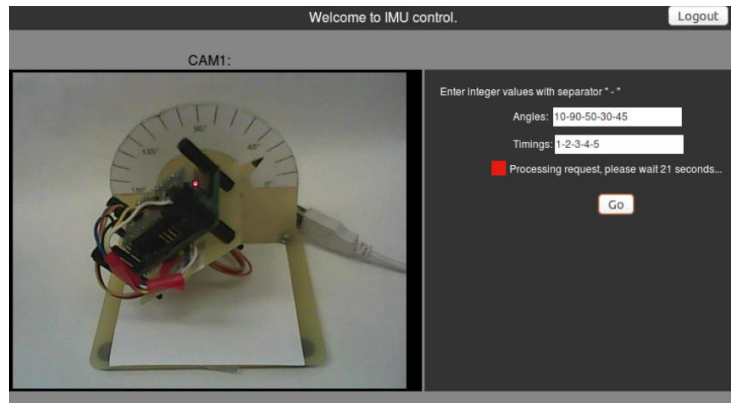 Welcome to IMU control.
Logout
CAM1:
180°
135°
90°
45°
0°
Enter integer values with separator " - "
Angles: 10-90-50-30-45
Timings: 1-2-3-4-5
Processing request, please wait 21 seconds...
Go